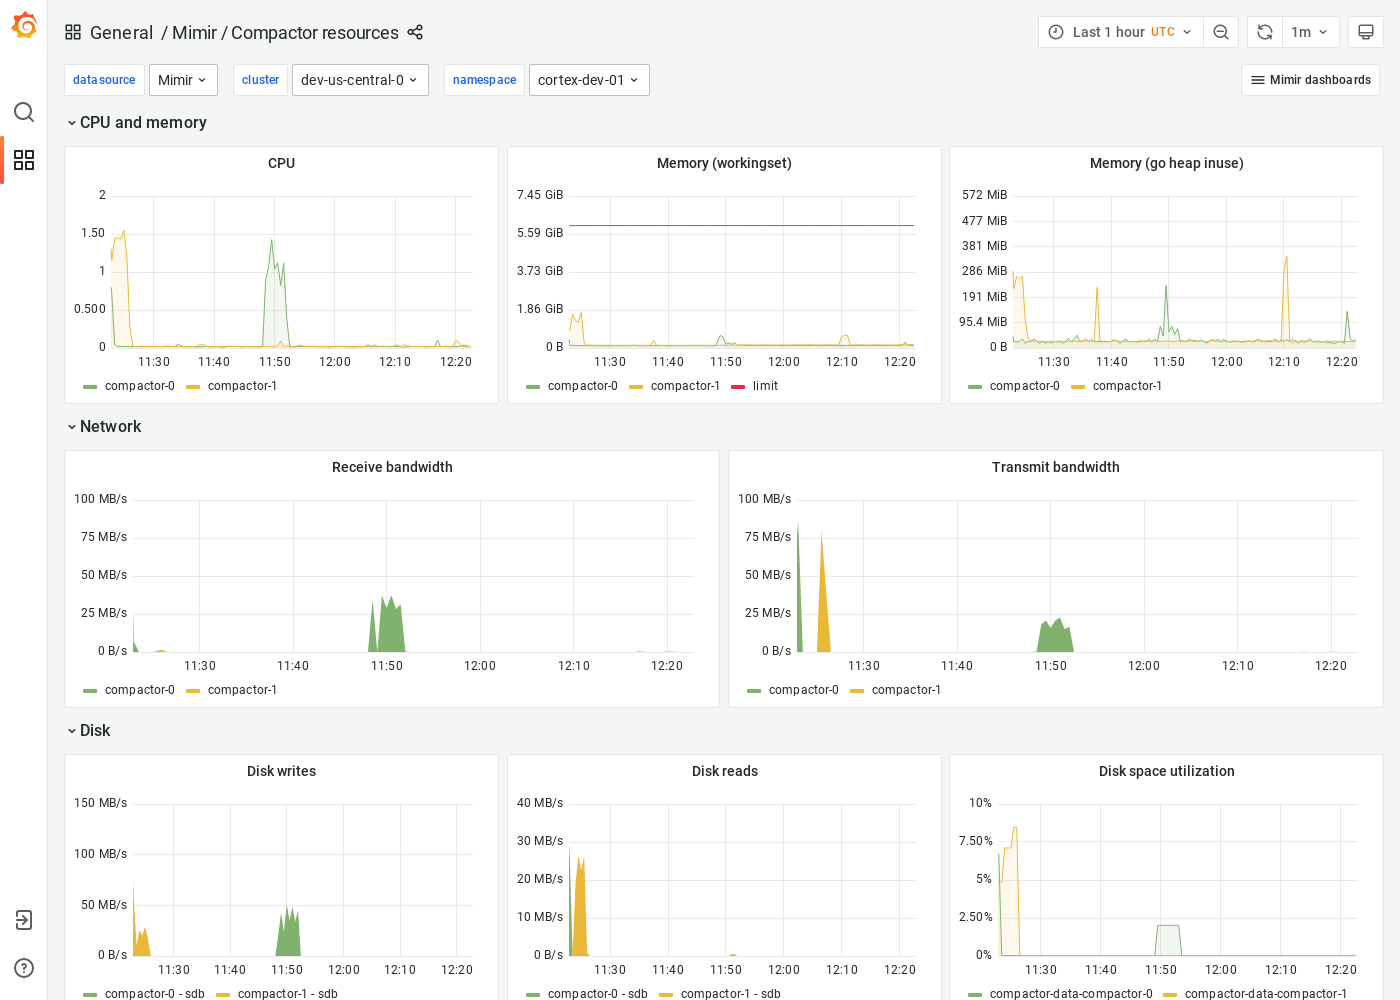 General / Mimir / Compactor resources
Last 1 hour UTC
1m
datasource Mimir cluster dev-us-central-0 namespace cortex-dev-01
Mimir dashboards
CPU and memory
CPU
2
1.50
1
0.500
0
11:30 11:40 11:50 12:00 12:10 12:20
compactor-0 compactor-1
Memory (workingset)
7.45 GiB
5.59 GiB
3.73 GiB
1.86 GiB
0 B
11:30 11:40 11:50 12:00 12:10 12:20
compactor-0 compactor-1 limit
Memory (go heap inuse)
572 MiB
477 MiB
381 MiB
286 MiB
191 MiB
95.4 MiB
0 B
11:30 11:40 11:50 12:00 12:10 12:20
compactor-0 compactor-1
Network
Receive bandwidth
100 MB/s
75 MB/s
50 MB/s
25 MB/s
0 B/s
11:30 11:40 11:50 12:00 12:10 12:20
compactor-0 compactor-1
Transmit bandwidth
100 MB/s
75 MB/s
50 MB/s
25 MB/s
0 B/s
11:30 11:40 11:50 12:00 12:10 12:20
compactor-0 compactor-1
Disk
Disk writes
150 MB/s
100 MB/s
50 MB/s
0 B/s
11:30 11:40 11:50 12:00 12:10 12:20
compactor-0 - sdb compactor-1 - sdb
Disk reads
40 MB/s
30 MB/s
20 MB/s
10 MB/s
0 B/s
11:30 11:40 11:50 12:00 12:10 12:20
compactor-0 - sdb compactor-1 - sdb
Disk space utilization
10%
7.50%
5%
2.50%
0%
11:30 11:40 11:50 12:00 12:10 12:20
compactor-data-compactor-0 compactor-data-compactor-1